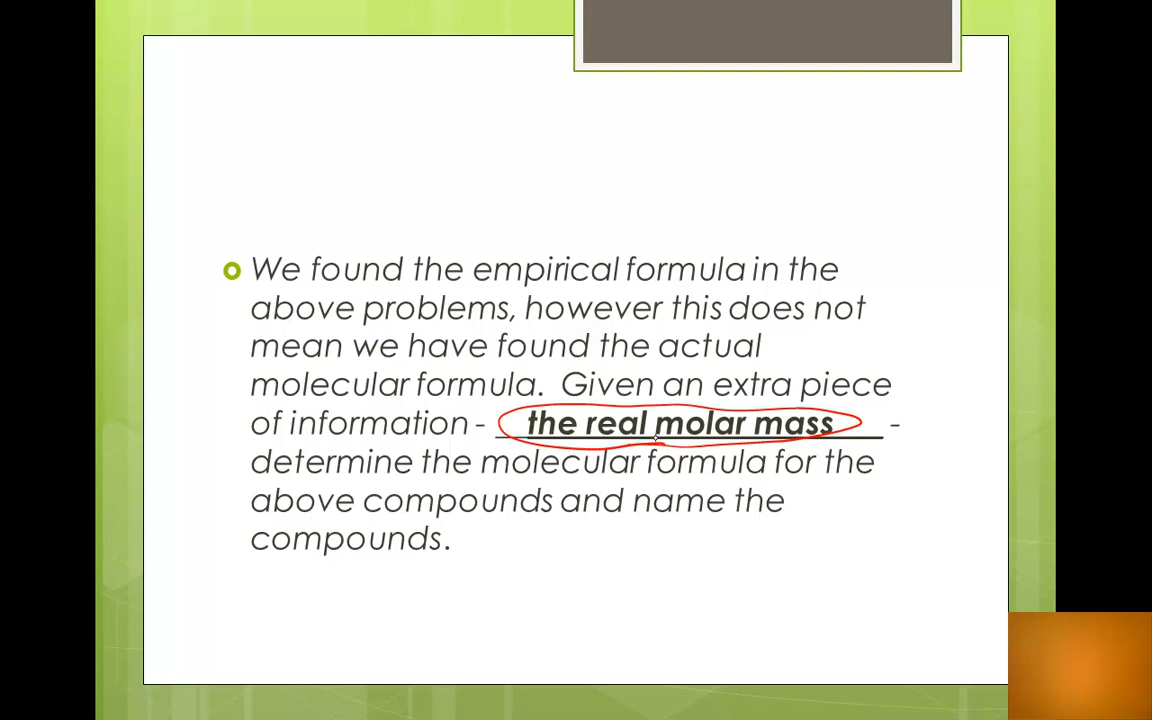 We found the empirical formula in the
above problems, however this does not
mean we have found the actual
molecular formula. Given an extra piece
of information - __the real molar mass___ -
determine the molecular formula for the
above compounds and name the
compounds.